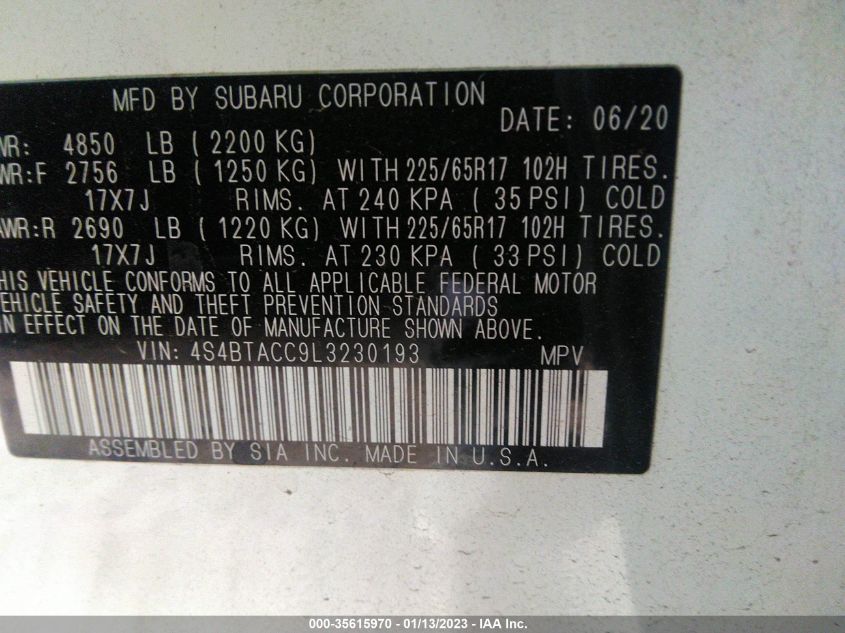 MFD BY SUBARU CORPORATION
DATE: 06/20
WR: 4850 LB ( 2200 KG)
WR:F 2756 LB ( 1250 KG) WITH 225/65R17 102H TIRES.
17X7J RIMS. AT 240 KPA ( 35 PSI) COLD
AWR:R 2690 LB ( 1220 KG) WITH 225/65R17 102H TIRES.
17X7J RIMS. AT 230 KPA ( 33 PSI) COLD
HIS VEHICLE CONFORMS TO ALL APPLICABLE FEDERAL MOTOR
EHICLE SAFETY AND THEFT PREVENTION STANDARDS
IN EFFECT ON THE DATE OF MANUFACTURE SHOWN ABOVE.
VIN: 4S4BTACC9L3230193 MPV
ASSEMBLED BY SIA INC. MADE IN U.S.A.
000-35615970 - 01/13/2023 - IAA Inc.